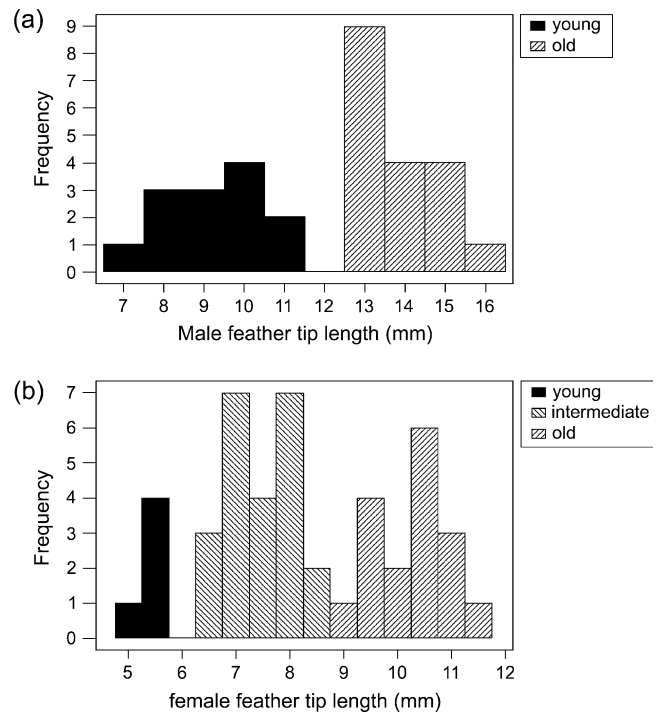 (a)
young
old
9
8
7
6
5
4
3
2
1
0
Frequency
7 8 9 10 11 12 13 14 15 16
Male feather tip length (mm)
(b)
young
intermediate
old
7
6
5
4
3
2
1
0
Frequency
5 6 7 8 9 10 11 12
female feather tip length (mm)